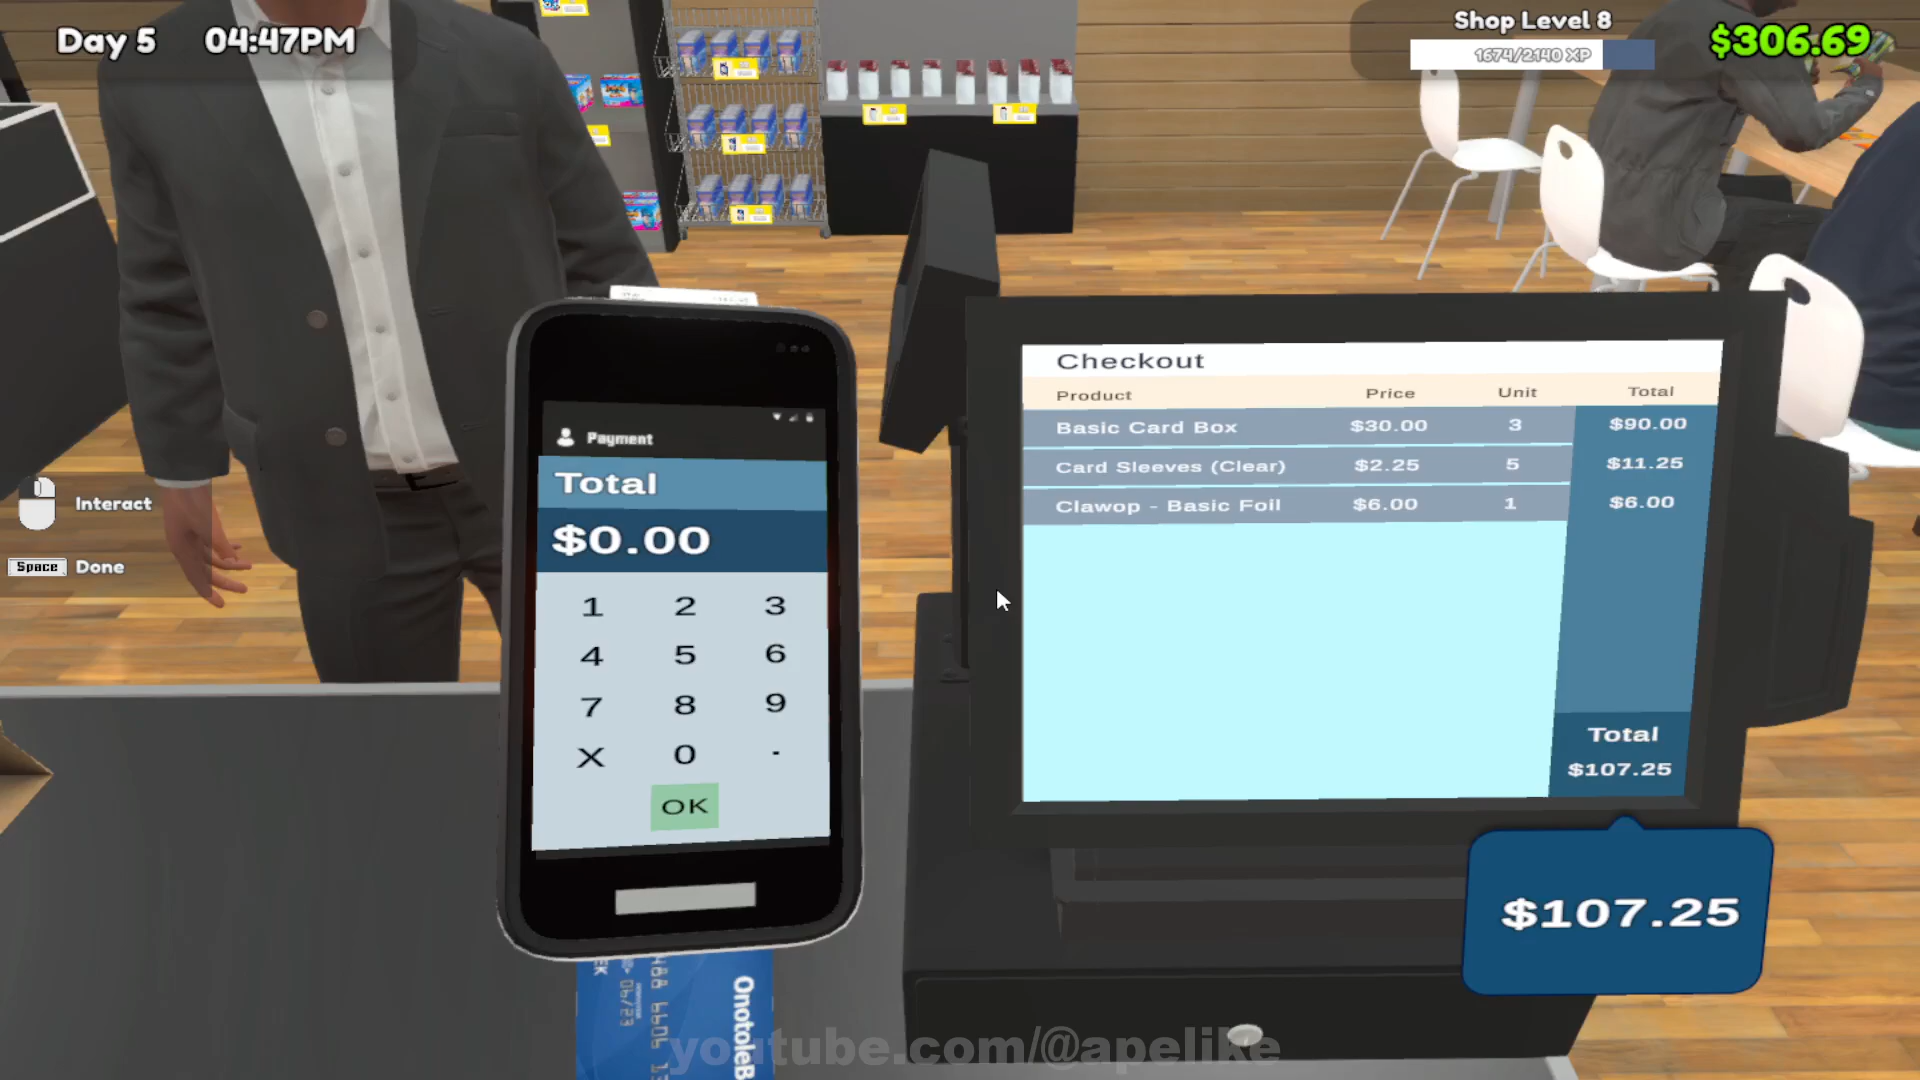 Day 5 04:47PM
Shop Level 8
1674/2140 XP
$306.69
Interact
Space Done
Payment
Total
$0.00
1 2 3
4 5 6
7 8 9
X 0 .
OK
Checkout
Product Price Unit Total
Basic Card Box $30.00 3 $90.00
Card Sleeves (Clear) $2.25 5 $11.25
Clawop - Basic Foil $6.00 1 $6.00
Total
$107.25
$107.25
06/23
youtube.com/@apelike